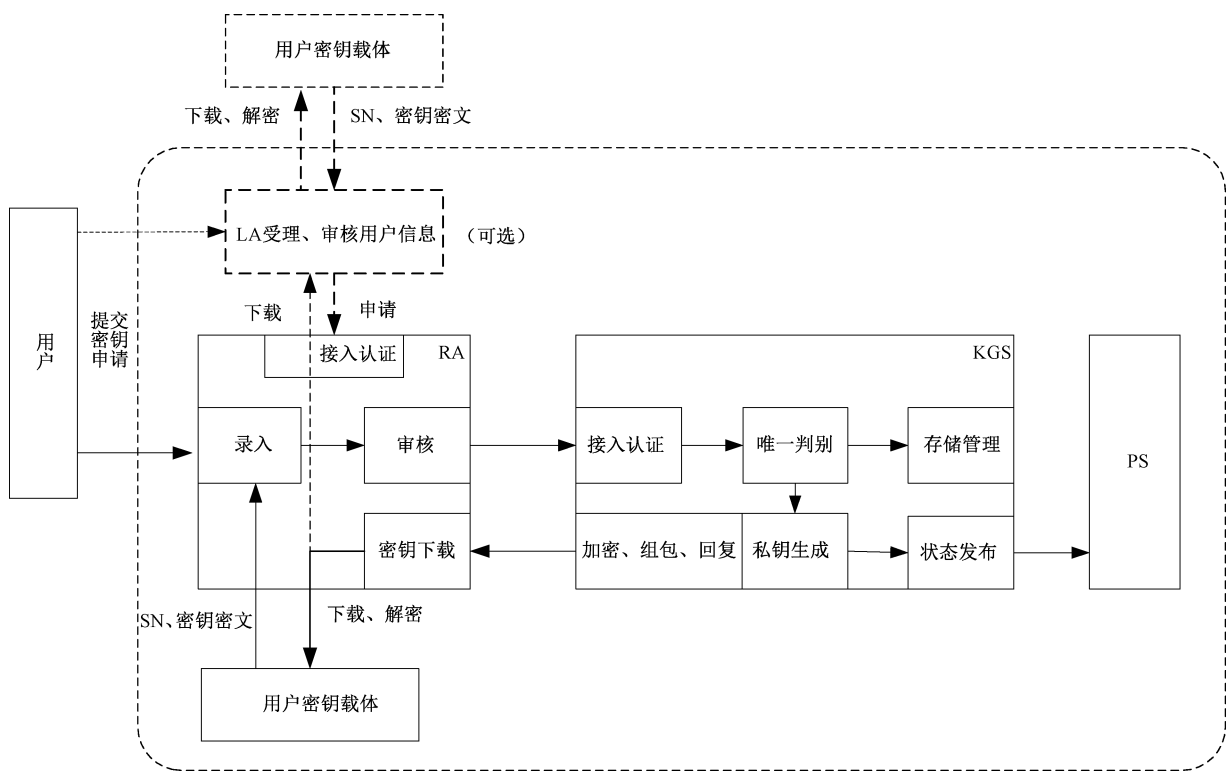 用户密钥载体
下载、解密
SN、密钥密文
LA受理、审核用户信息
（可选）
用户
提交
密钥
申请
下载
申请
接入认证
RA
KGS
录入
审核
接入认证
唯一判别
存储管理
PS
密钥下载
加密、组包、回复
私钥生成
状态发布
SN、密钥密文
下载、解密
用户密钥载体